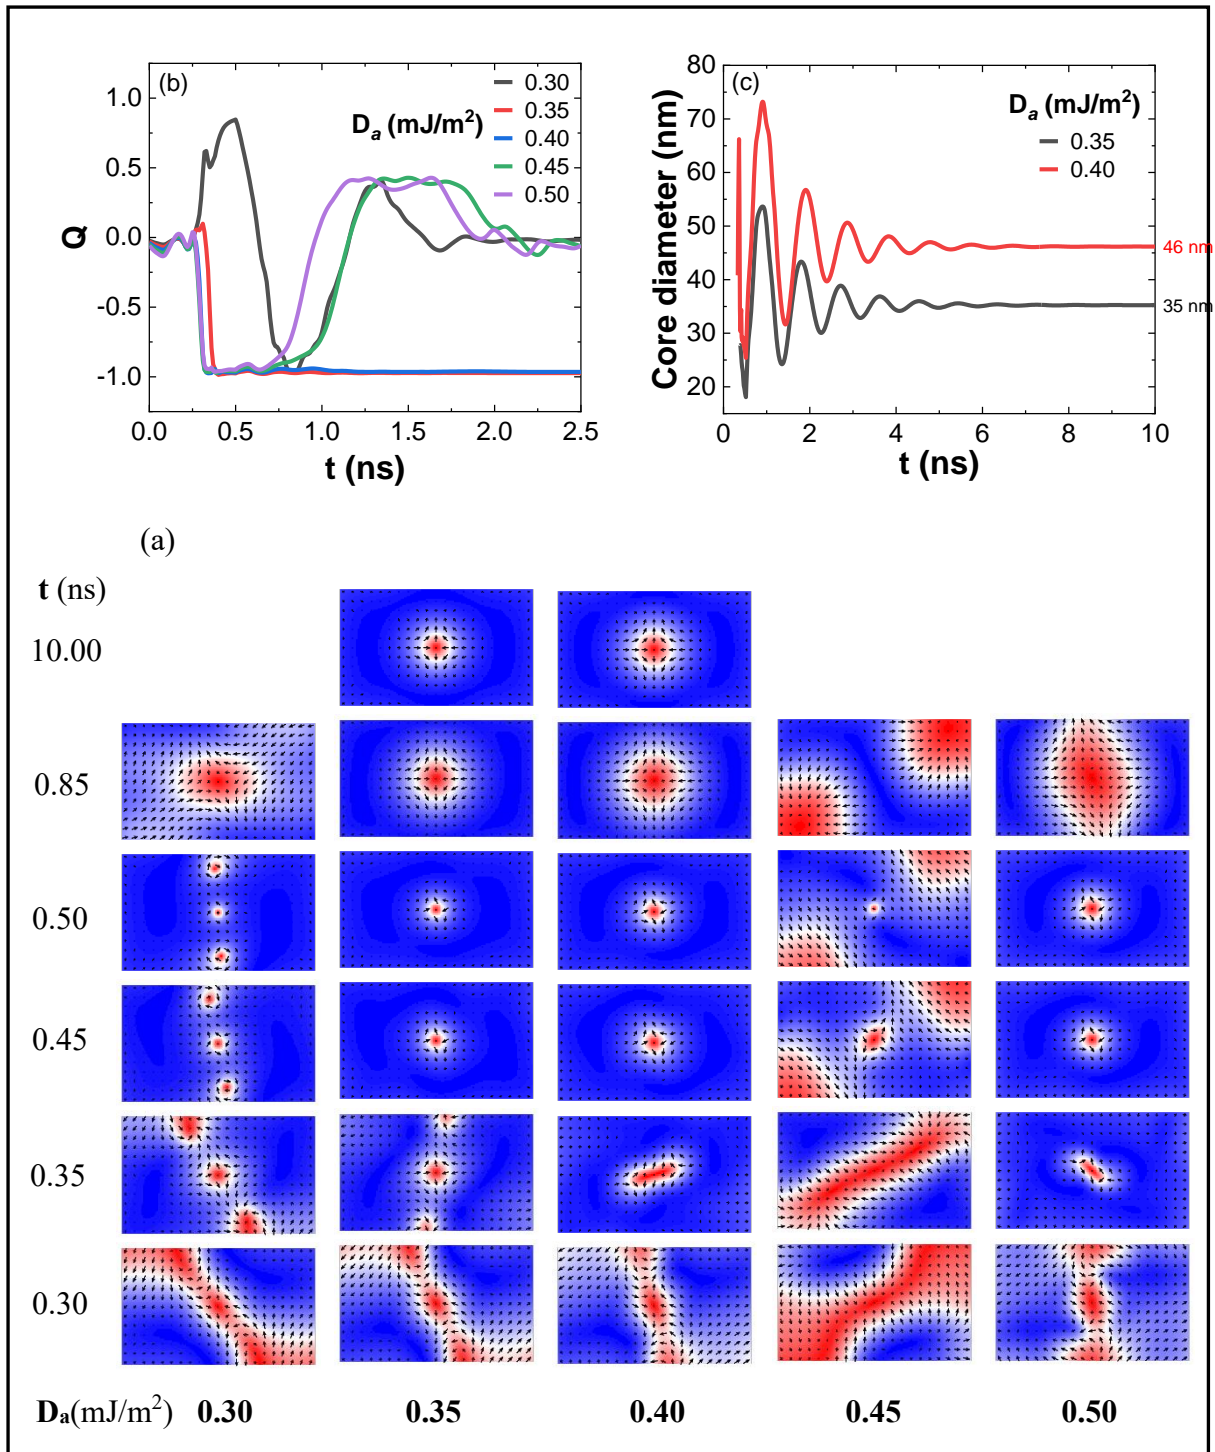 (b)
1.0
0.5
0.0
-0.5
-1.0
Q
0.0 0.5 1.0 1.5 2.0 2.5
t (ns)
Dₐ (mJ/m²)
0.30
0.35
0.40
0.45
0.50
(c)
80
70
60
50
40
30
20
Core diameter (nm)
0 2 4 6 8 10
t (ns)
Dₐ (mJ/m²)
0.35
0.40
46 nm
35 nm
(a)
t (ns)
10.00
0.85
0.50
0.45
0.35
0.30
Dₐ(mJ/m²) 0.30 0.35 0.40 0.45 0.50